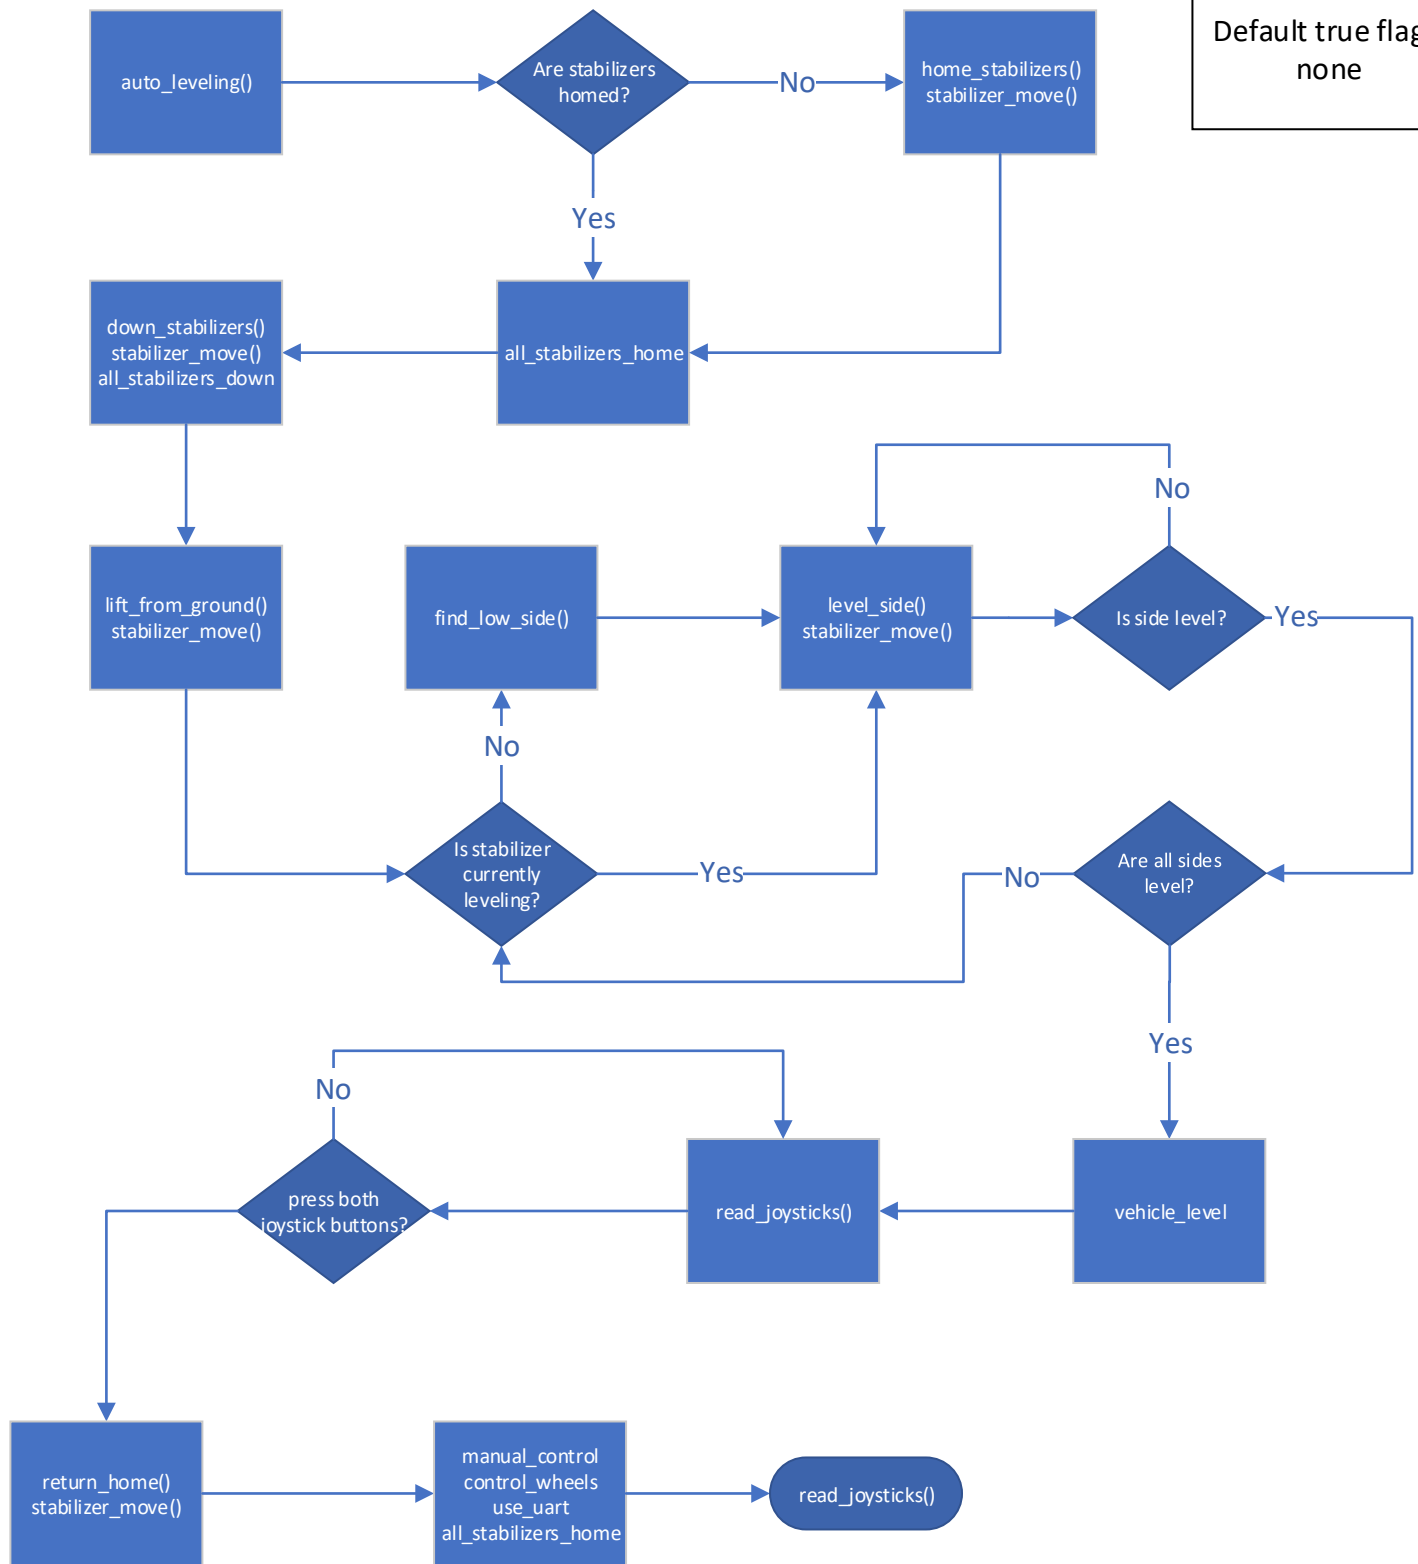 auto_leveling()
Are stabilizers
homed?
No
home_stabilizers()
stabilizer_move()
Default true flag
none
Yes
down_stabilizers()
stabilizer_move()
all_stabilizers_down
all_stabilizers_home
No
lift_from_ground()
stabilizer_move()
find_low_side()
level_side()
stabilizer_move()
Is side level?
Yes
No
Is stabilizer
currently
leveling?
Yes
No
Are all sides
level?
Yes
No
press both
joystick buttons?
read_joysticks()
vehicle_level
return_home()
stabilizer_move()
manual_control
control_wheels
use_uart
all_stabilizers_home
read_joysticks()